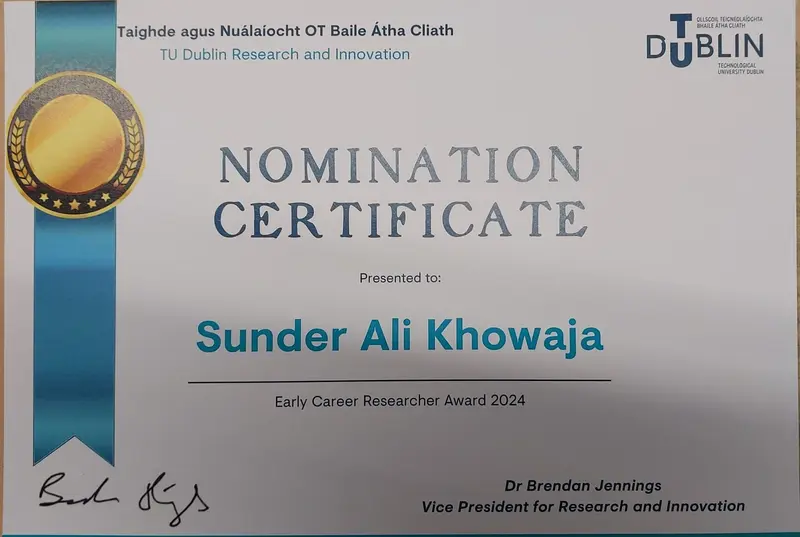 Taighde agus Nuálaíocht OT Baile Átha Cliath
TU Dublin Research and Innovation
OLLSCOIL TEICNEOLAÍOCHTA
BHAILE ÁTHA CLIATH
TU DUBLIN
TECHNOLOGICAL
UNIVERSITY DUBLIN
NOMINATION
CERTIFICATE
Presented to:
Sunder Ali Khowaja
Early Career Researcher Award 2024
Dr Brendan Jennings
Vice President for Research and Innovation